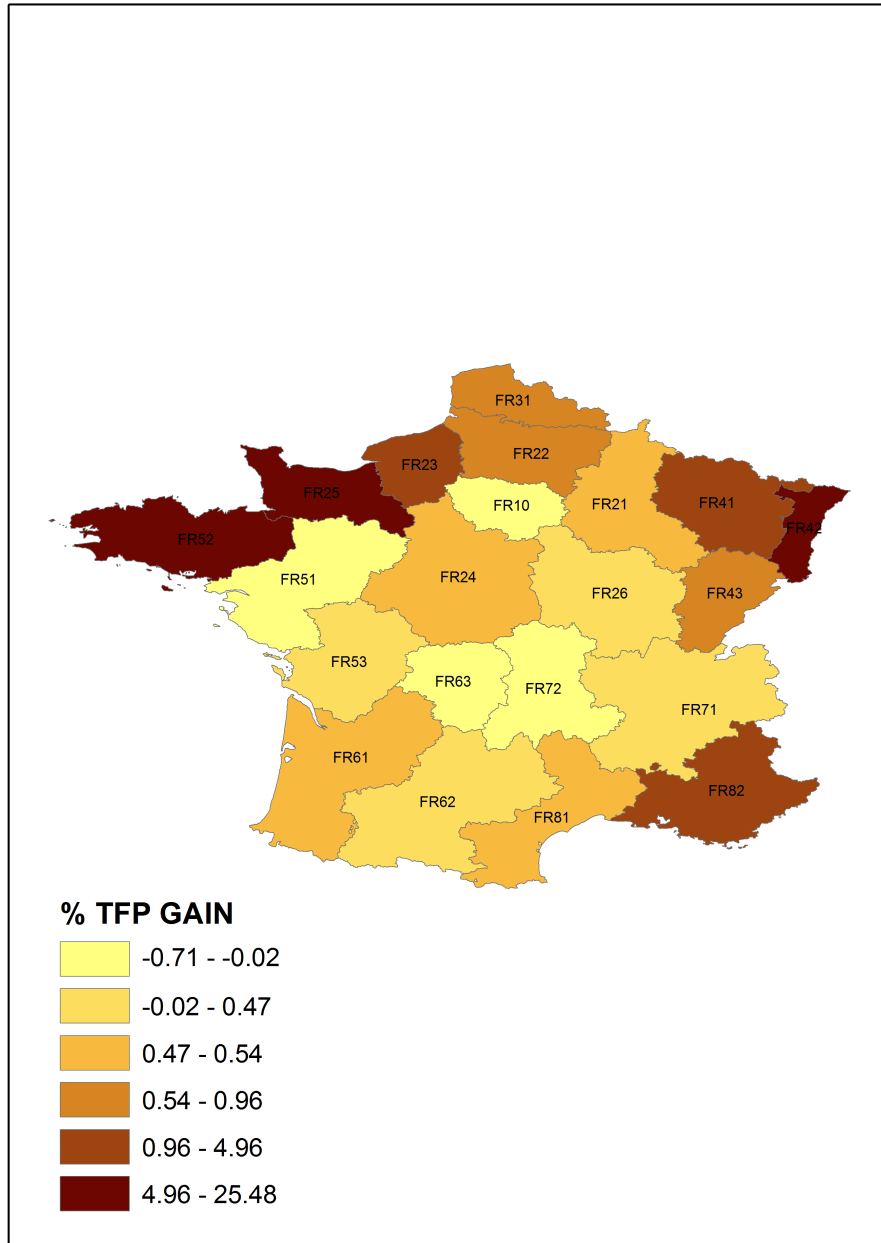 FR31
FR22
FR23
FR25
FR10
FR21
FR41
FR42
FR52
FR51
FR24
FR26
FR43
FR53
FR63
FR72
FR71
FR61
FR62
FR81
FR82
% TFP GAIN
-0.71 - -0.02
-0.02 - 0.47
0.47 - 0.54
0.54 - 0.96
0.96 - 4.96
4.96 - 25.48